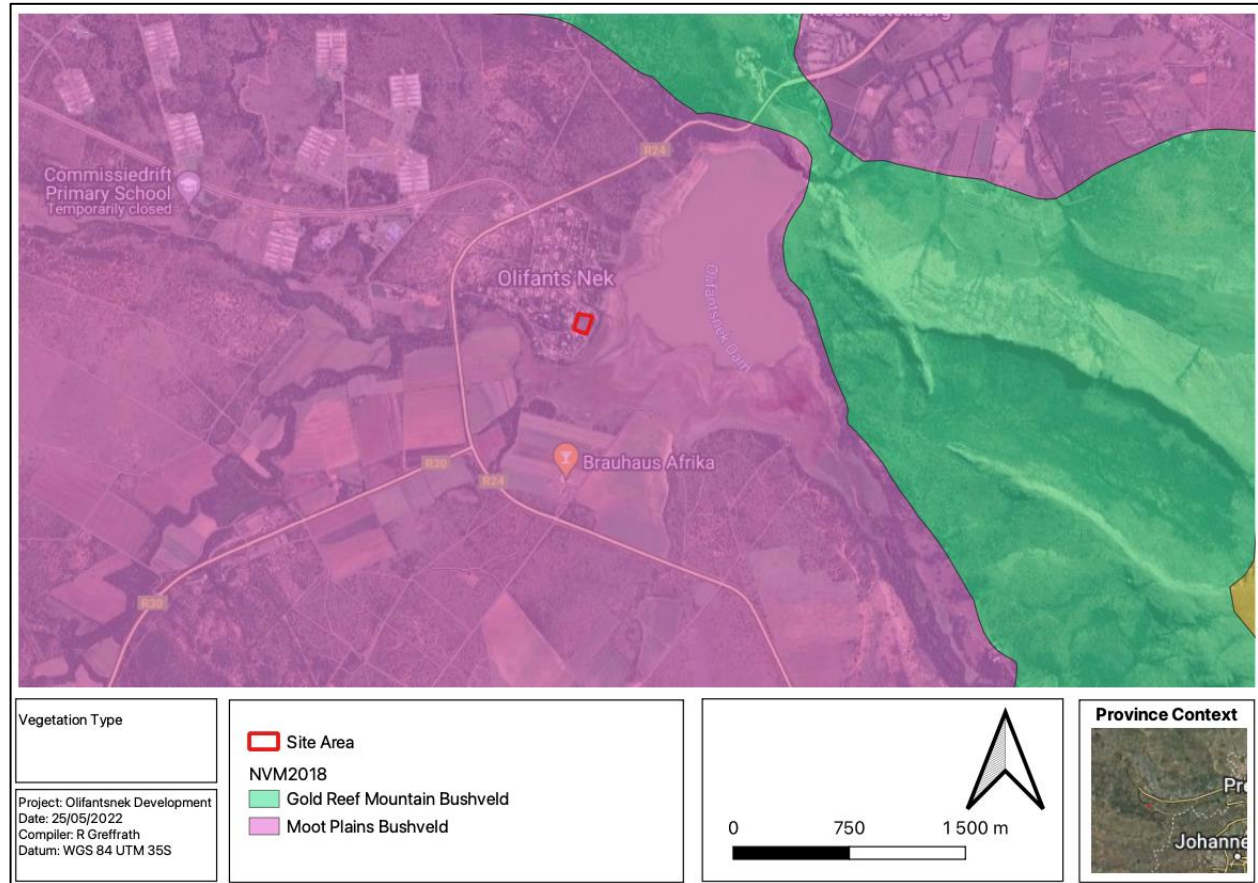 Commissiedrift
Primary School
Temporarily closed
R24
Olifants Nek
Olifantsnek Dam
Brauhaus Afrika
R30
R24
R30
Vegetation Type
Project: Olifantsnek Development
Date: 25/05/2022
Compiler: R Greffrath
Datum: WGS 84 UTM 35S
Site Area
NVM2018
Gold Reef Mountain Bushveld
Moot Plains Bushveld
0 750 1 500 m
Province Context
Pre
Johanne